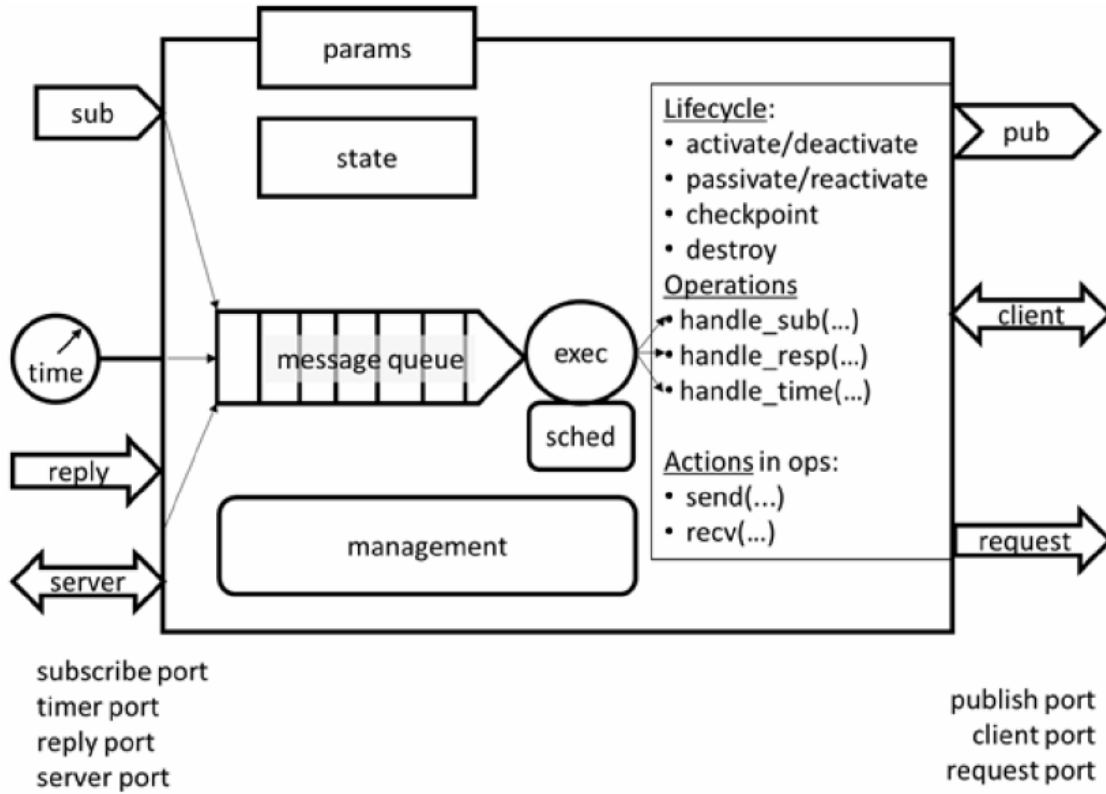 params
sub
state
time
message queue
exec
sched
reply
server
management
Lifecycle:
• activate/deactivate
• passivate/reactivate
• checkpoint
• destroy
Operations
• handle_sub(...)
• handle_resp(...)
• handle_time(...)
Actions in ops:
• send(...)
• recv(...)
pub
client
request
subscribe port
timer port
reply port
server port
publish port
client port
request port